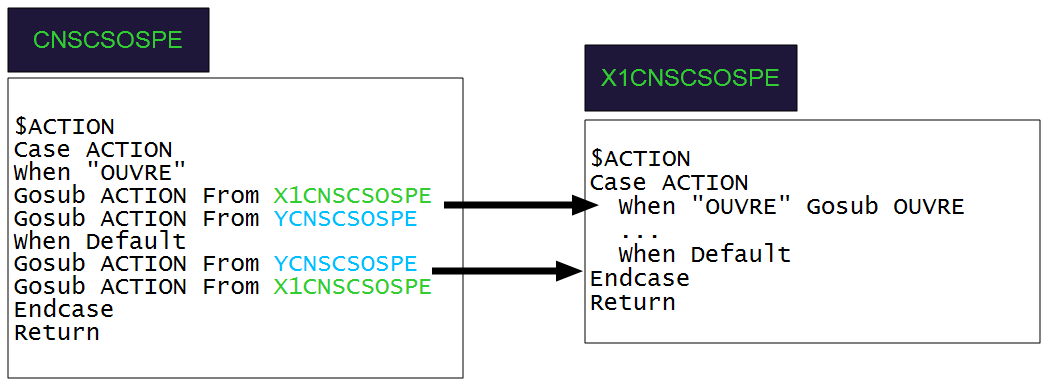 CNSCSOSPE
$ACTION
Case ACTION
When "OUVRE"
Gosub ACTION From X1CNSCSOSPE
Gosub ACTION From YCNSCSOSPE
When Default
Gosub ACTION From YCNSCSOSPE
Gosub ACTION From X1CNSCSOSPE
Endcase
Return
X1CNSCSOSPE
$ACTION
Case ACTION
When "OUVRE" Gosub OUVRE
...
When Default
Endcase
Return